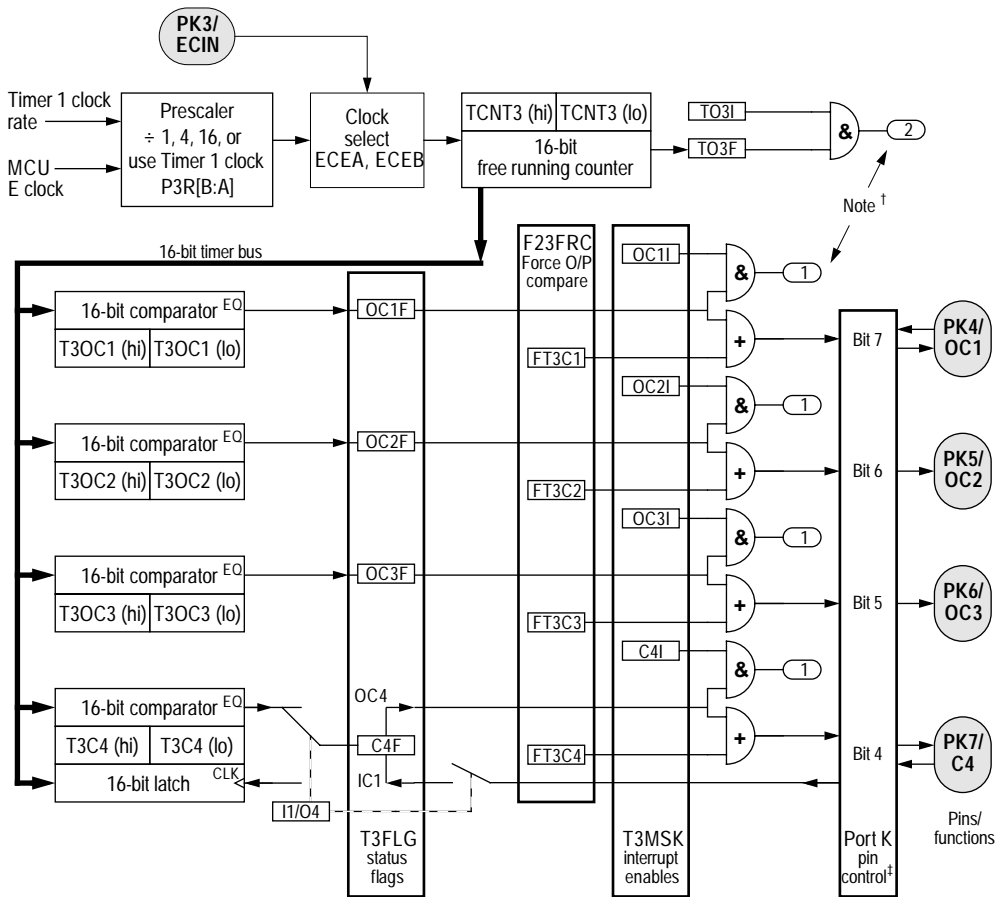 PK3/
ECIN
Timer 1 clock
rate
MCU
E clock
Prescaler
÷ 1, 4, 16, or
use Timer 1 clock
P3R[B:A]
Clock
select
ECEA, ECEB
TCNT3 (hi) TCNT3 (lo)
16-bit
free running counter
TO3I
TO3F
&
2
Note †
16-bit timer bus
F23FRC
Force O/P
compare
OC1I
&
1
16-bit comparator EQ
T3OC1 (hi) T3OC1 (lo)
OC1F
FT3C1
+
Bit 7
PK4/
OC1
OC2I
&
1
16-bit comparator EQ
T3OC2 (hi) T3OC2 (lo)
OC2F
FT3C2
+
Bit 6
PK5/
OC2
OC3I
&
1
16-bit comparator EQ
T3OC3 (hi) T3OC3 (lo)
OC3F
FT3C3
+
Bit 5
PK6/
OC3
C4I
&
1
16-bit comparator EQ
T3C4 (hi) T3C4 (lo)
16-bit latch CLK
OC4
C4F
IC1
I1/O4
FT3C4
+
Bit 4
PK7/
C4
Pins/
functions
T3FLG
status
flags
T3MSK
interrupt
enables
Port K
pin
control‡